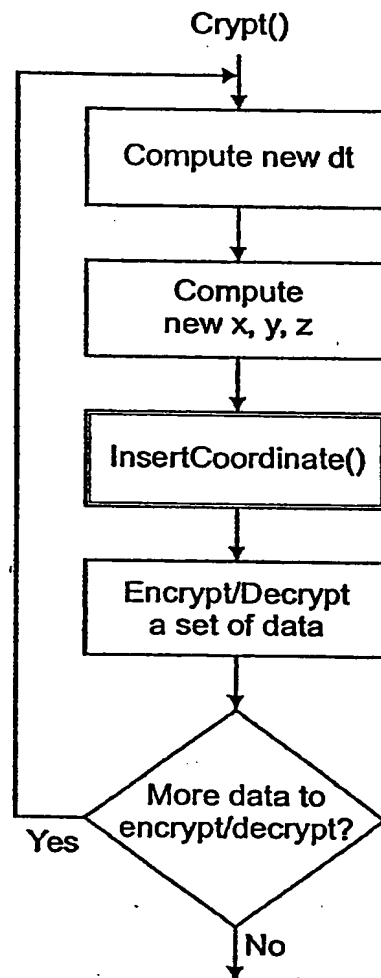 Crypt()
Compute new dt
Compute
new x, y, z
InsertCoordinate()
Encrypt/Decrypt
a set of data
More data to
encrypt/decrypt?
Yes
No